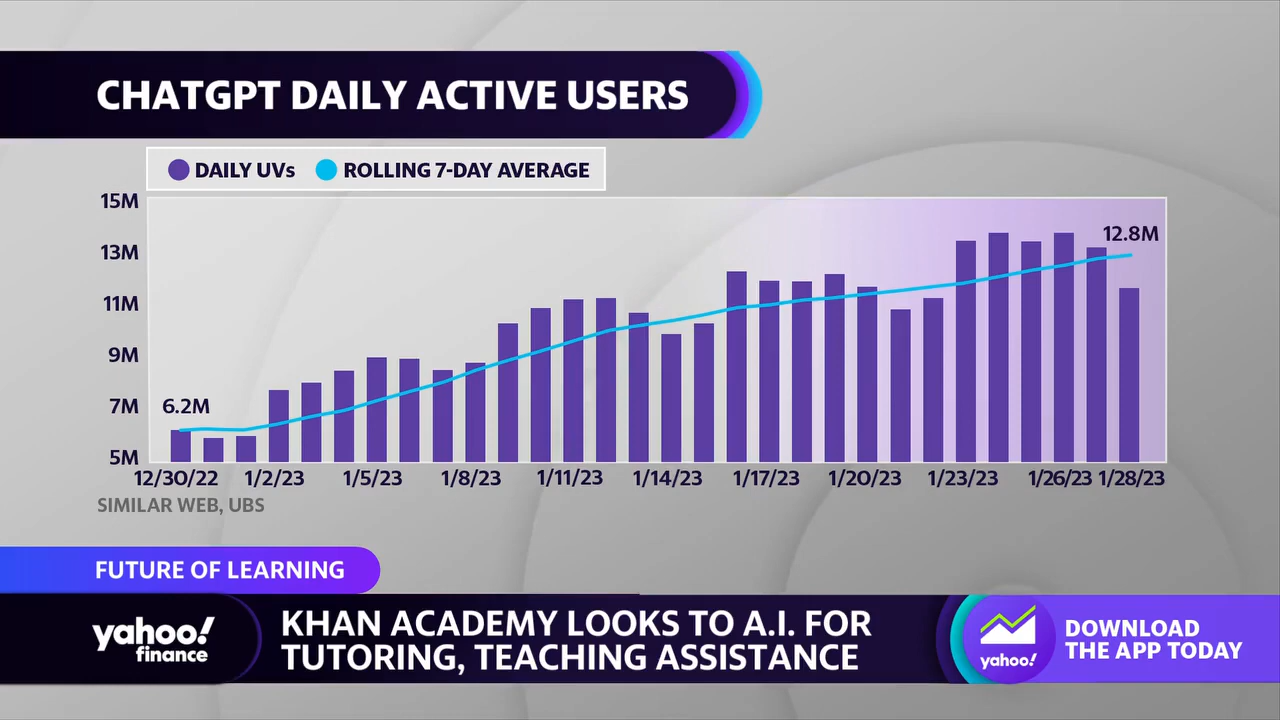 CHATGPT DAILY ACTIVE USERS
DAILY UVs ROLLING 7-DAY AVERAGE
15M
13M
11M
9M
7M
5M
6.2M
12.8M
12/30/22 1/2/23 1/5/23 1/8/23 1/11/23 1/14/23 1/17/23 1/20/23 1/23/23 1/26/23 1/28/23
SIMILAR WEB, UBS
FUTURE OF LEARNING
yahoo!
finance
KHAN ACADEMY LOOKS TO A.I. FOR
TUTORING, TEACHING ASSISTANCE
yahoo!
DOWNLOAD
THE APP TODAY